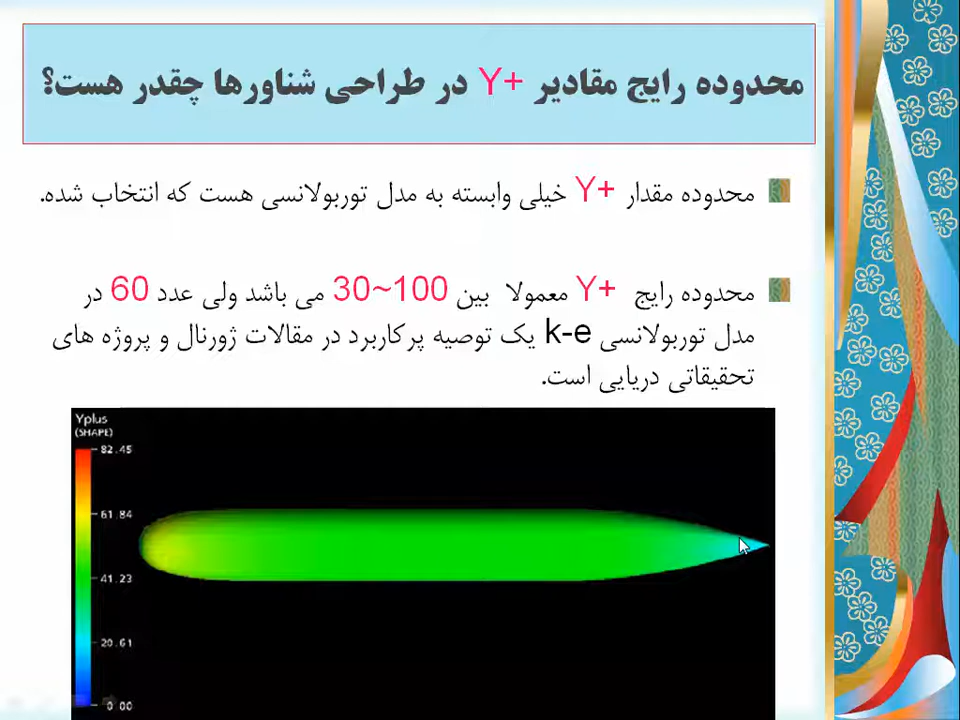 محدوده رایج مقادیر Y+ در طراحی شناورها چقدر هست؟
محدوده مقدار Y+ خیلی وابسته به مدل توربولانسی هست که انتخاب شده.
محدوده رایج Y+ معمولا بین 30~100 می باشد ولی عدد 60 در
مدل توربولانسی k-e یک توصیه پرکاربرد در مقالات ژورنال و پروژه های
تحقیقاتی دریایی است.
Yplus
(SHAPE)
82.45
61.84
41.23
20.61
0.00